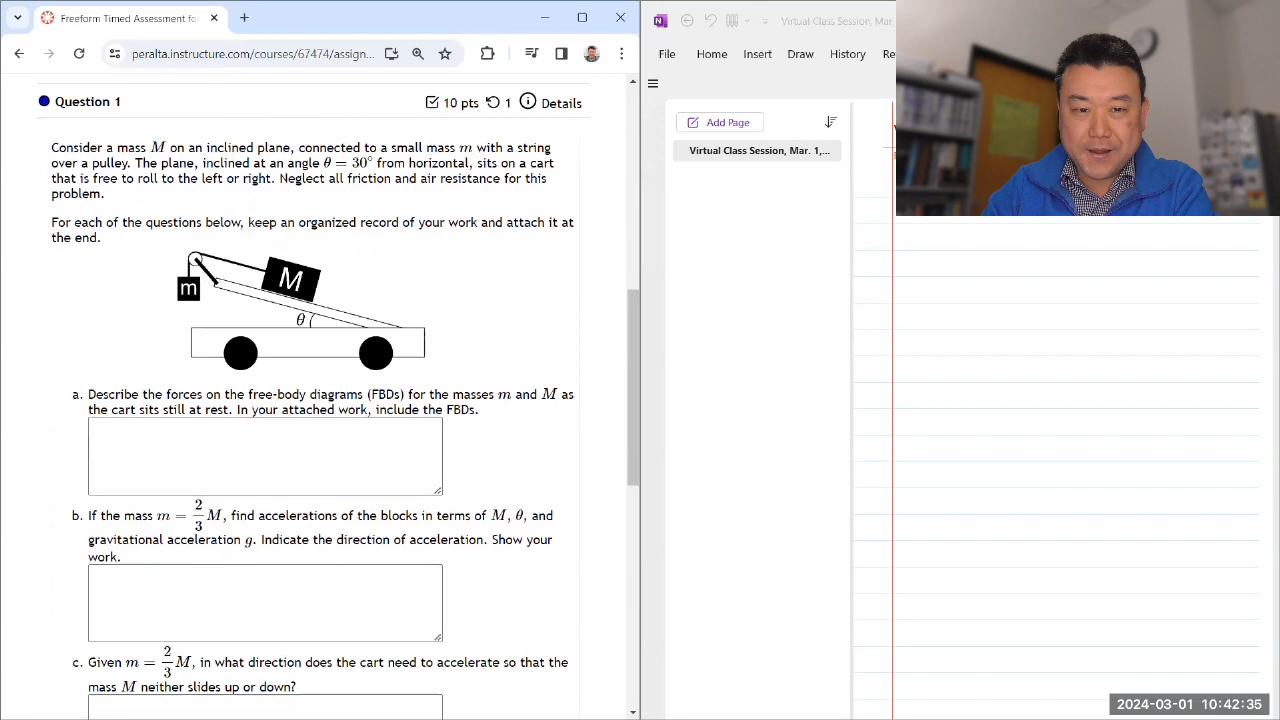 Freeform Timed Assessment for
peralta.instructure.com/courses/67474/assign...
Question 1
10 pts 1 Details
Consider a mass M on an inclined plane, connected to a small mass m with a string
over a pulley. The plane, inclined at an angle θ = 30° from horizontal, sits on a cart
that is free to roll to the left or right. Neglect all friction and air resistance for this
problem.
For each of the questions below, keep an organized record of your work and attach it at
the end.
M
m
θ
a. Describe the forces on the free-body diagrams (FBDs) for the masses m and M as
the cart sits still at rest. In your attached work, include the FBDs.
b. If the mass m = 2/3 M, find accelerations of the blocks in terms of M, θ, and
gravitational acceleration g. Indicate the direction of acceleration. Show your
work.
c. Given m = 2/3 M, in what direction does the cart need to accelerate so that the
mass M neither slides up or down?
Virtual Class Session, Mar.
File Home Insert Draw History Re
Add Page
Virtual Class Session, Mar. 1,...
2024-03-01 10:42:35